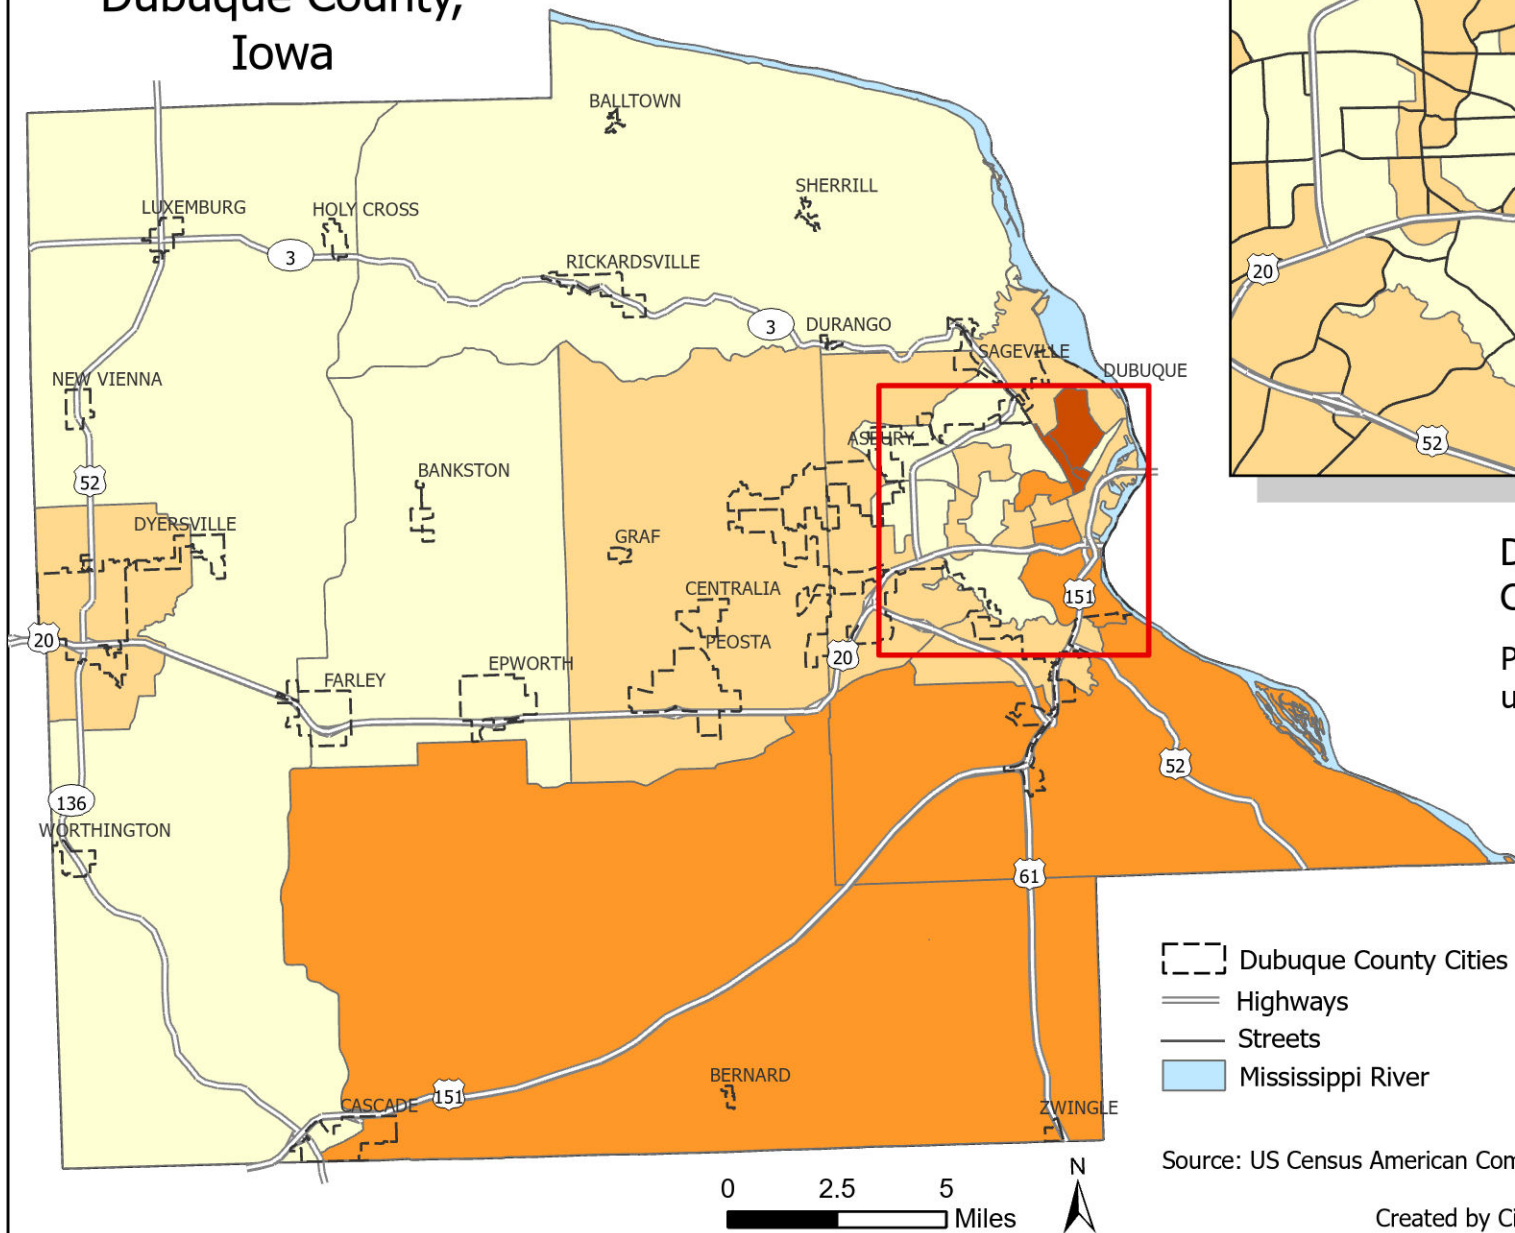 Dubuque County,
Iowa
BALLTOWN
SHERRILL
LUXEMBURG
HOLY CROSS
3
RICKARDSVILLE
20
3
DURANGO
SAGEVILLE
DUBUQUE
NEW VIENNA
52
ASBURY
52
BANKSTON
DYERSVILLE
GRAF
CENTRALIA
151
20
PEOSTA
20
EPWORTH
FARLEY
52
136
WORTHINGTON
61
Dubuque County Cities
Highways
Streets
Mississippi River
BERNARD
151
CASCADE
ZWINGLE
Source: US Census American Com
N
0 2.5 5
Miles
Created by Ci